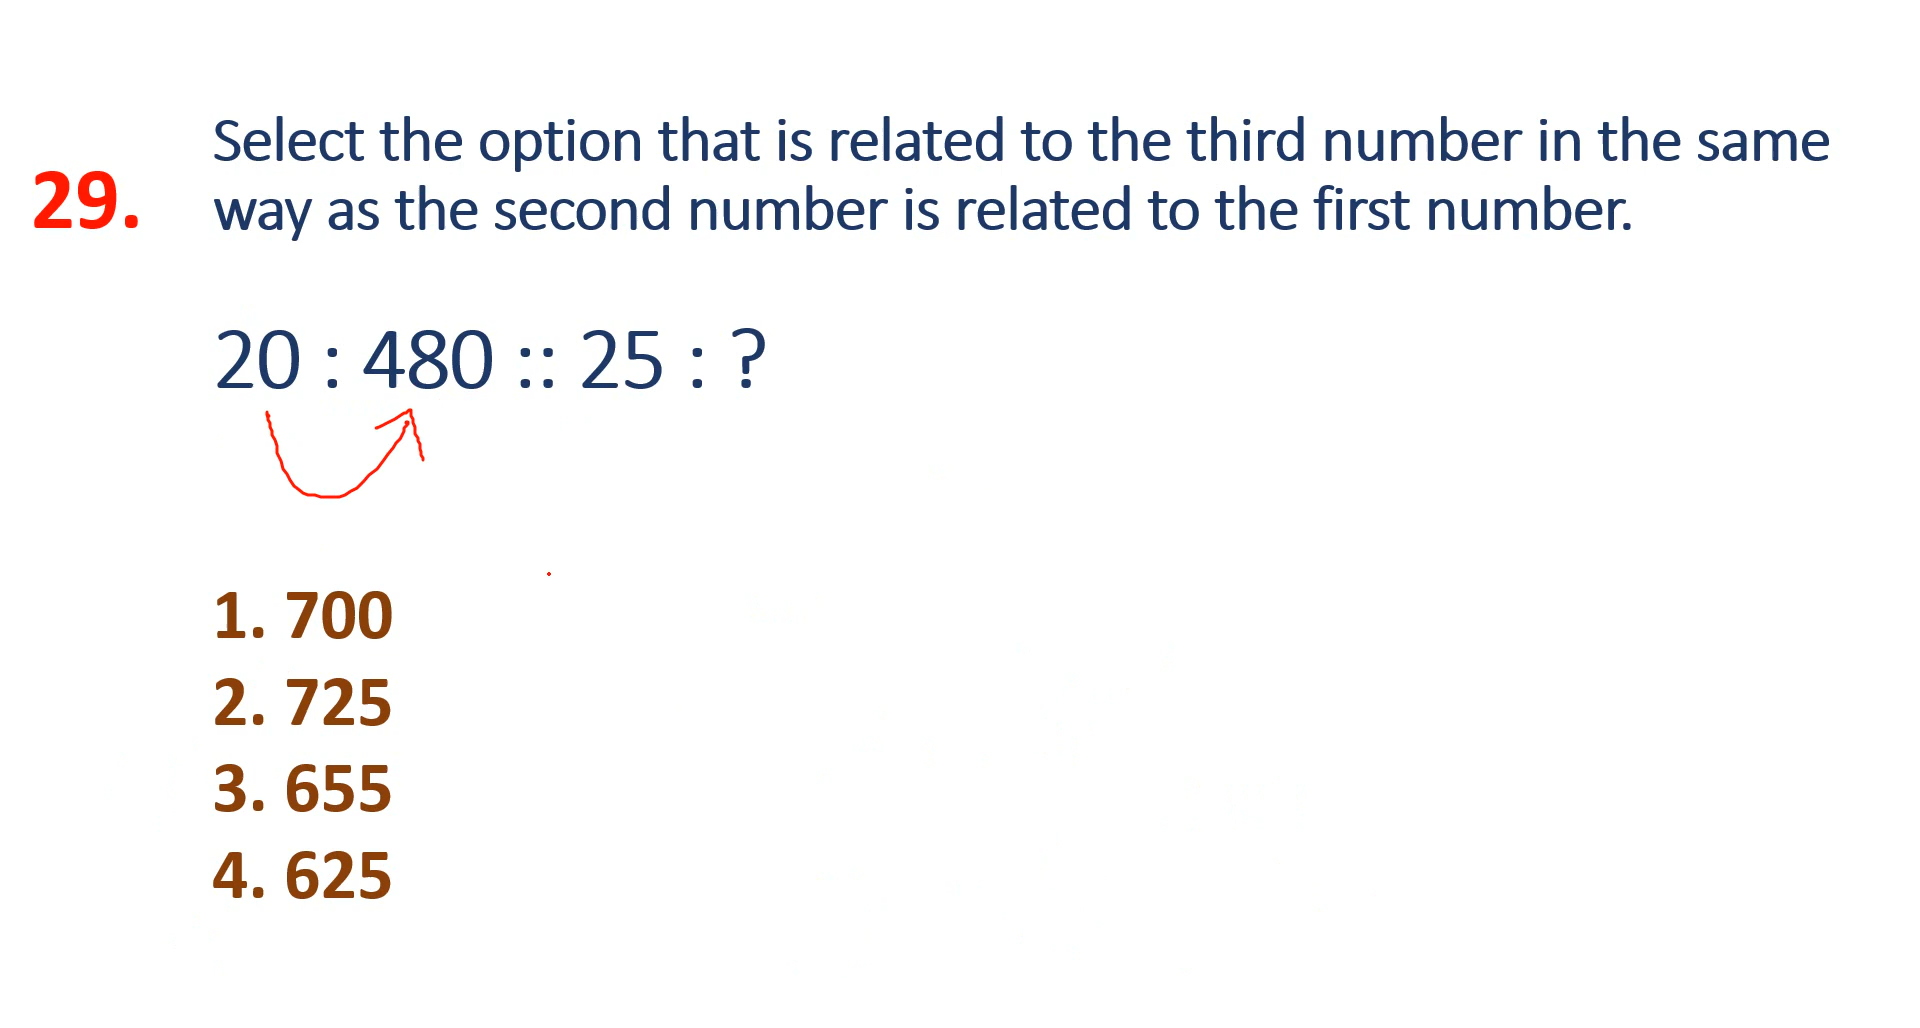 29.
Select the option that is related to the third number in the same
way as the second number is related to the first number.
20 : 480 :: 25 : ?
1. 700
2. 725
3. 655
4. 625